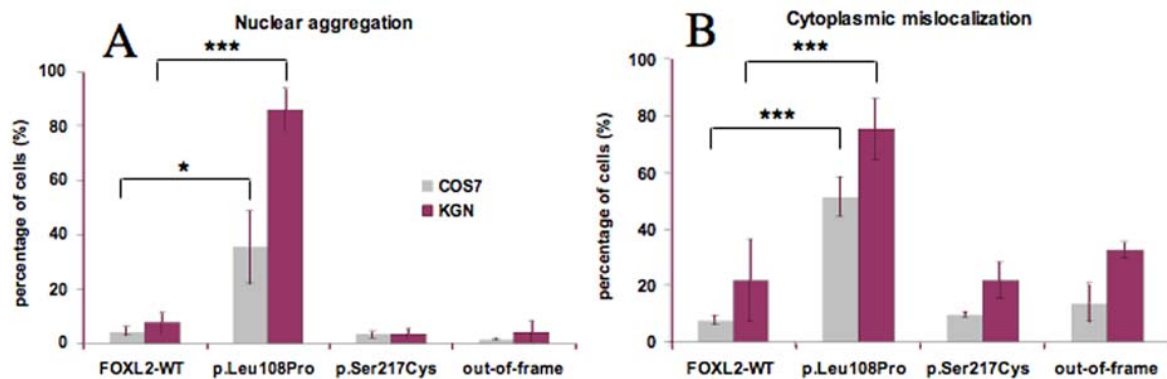 A
Nuclear aggregation
***
*
percentage of cells (%)
100
80
60
40
20
0
COS7
KGN
FOXL2-WT p.Leu108Pro p.Ser217Cys out-of-frame
B
Cytoplasmic mislocalization
***
***
percentage of cells (%)
100
80
60
40
20
0
FOXL2-WT p.Leu108Pro p.Ser217Cys out-of-frame